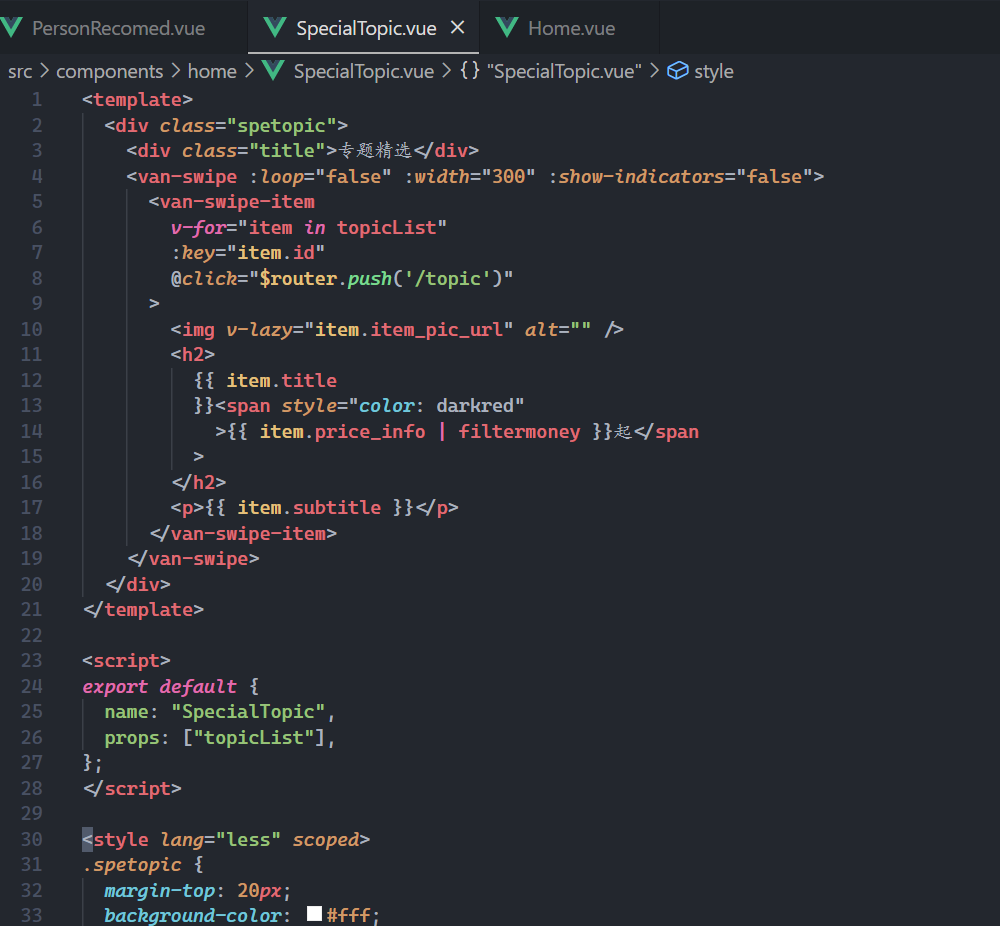 PersonRecomed.vue SpecialTopic.vue × Home.vue
src > components > home > SpecialTopic.vue > {} "SpecialTopic.vue" > style
1 <template>
2 <div class="spetopic">
3 <div class="title">专题精选</div>
4 <van-swipe :loop="false" :width="300" :show-indicators="false">
5 <van-swipe-item
6 v-for="item in topicList"
7 :key="item.id"
8 @click="$router.push('/topic')"
9 >
10 <img v-lazy="item.item_pic_url" alt="" />
11 <h2>
12 {{ item.title
13 }}<span style="color: darkred"
14 >{{ item.price_info | filtermoney }}起</span
15 >
16 </h2>
17 <p>{{ item.subtitle }}</p>
18 </van-swipe-item>
19 </van-swipe>
20 </div>
21 </template>
22
23 <script>
24 export default {
25 name: "SpecialTopic",
26 props: ["topicList"],
27 };
28 </script>
29
30 <style lang="less" scoped>
31 .spetopic {
32 margin-top: 20px;
33 background-color: #fff;